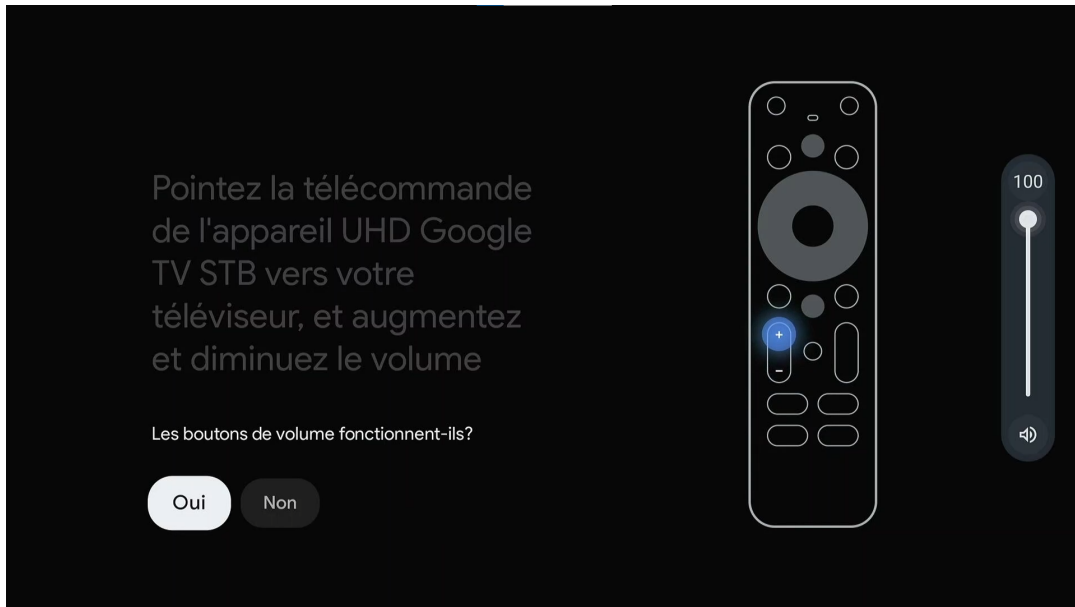 Pointez la télécommande
de l'appareil UHD Google
TV STB vers votre
téléviseur, et augmentez
et diminuez le volume
Les boutons de volume fonctionnent-ils?
Oui
Non
+
−
100